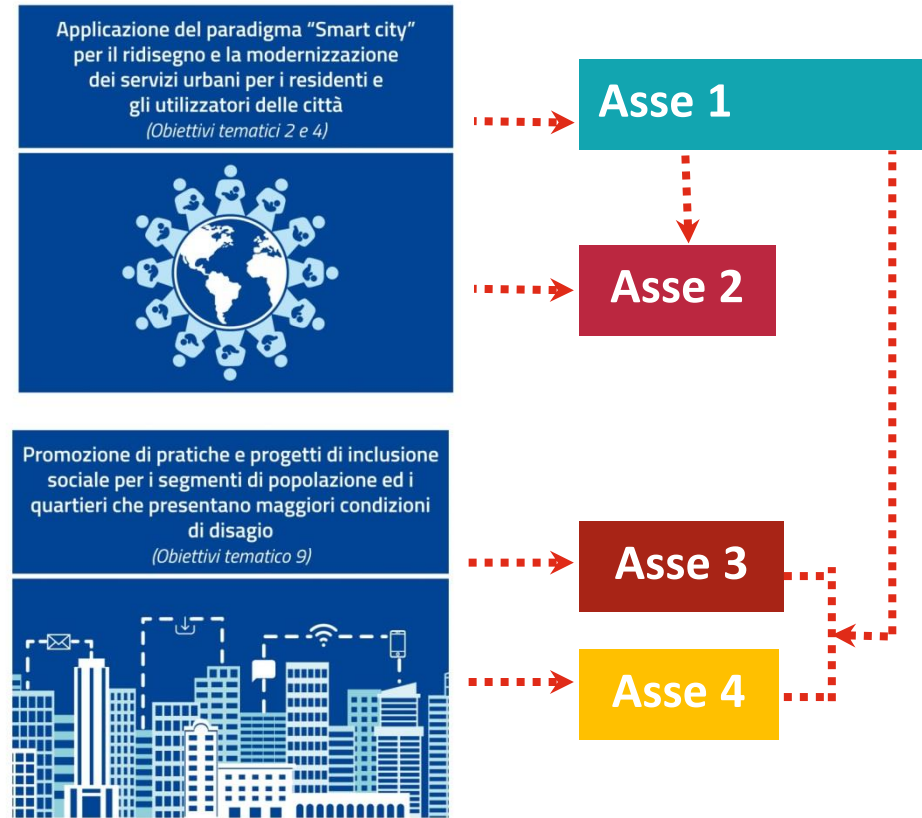 Applicazione del paradigma “Smart city”
per il ridisegno e la modernizzazione
dei servizi urbani per i residenti e
gli utilizzatori delle città
(Obiettivi tematici 2 e 4)
Asse 1
Asse 2
Promozione di pratiche e progetti di inclusione
sociale per i segmenti di popolazione ed i
quartieri che presentano maggiori condizioni
di disagio
(Obiettivi tematico 9)
Asse 3
Asse 4